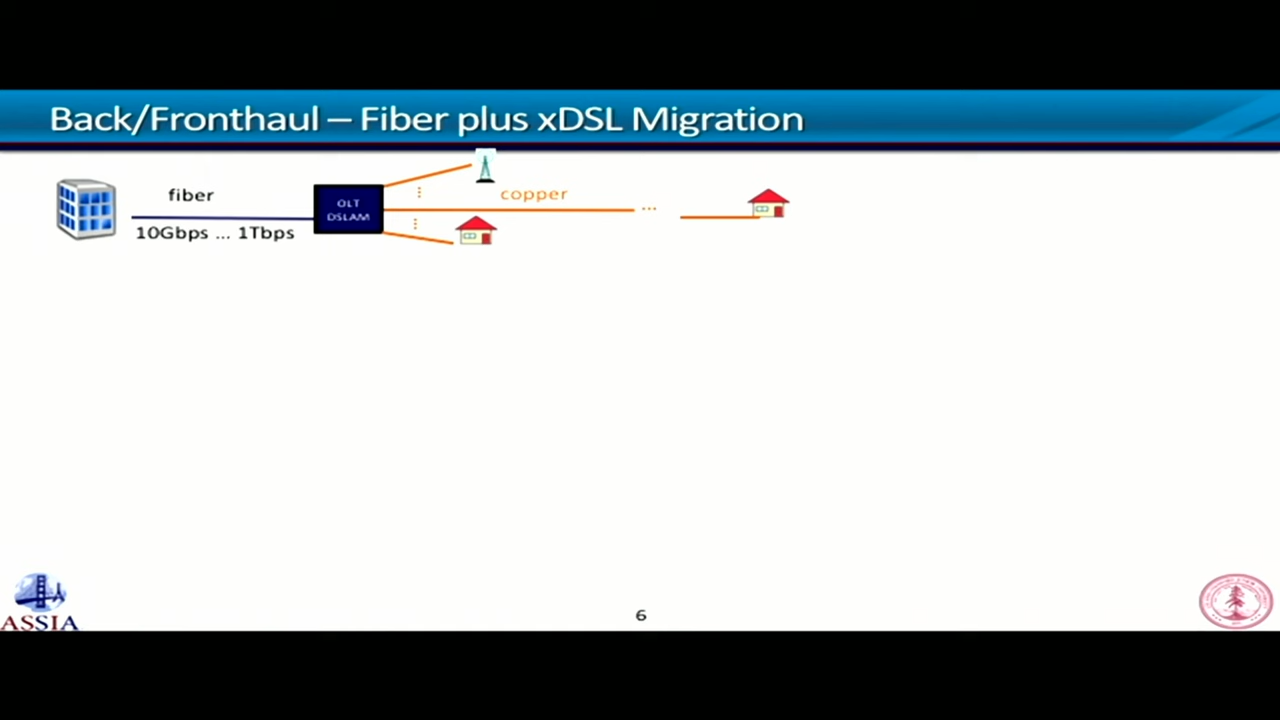 Back/Fronthaul – Fiber plus xDSL Migration
fiber
10Gbps ... 1Tbps
OLT
DSLAM
copper
...
ASSIA
6